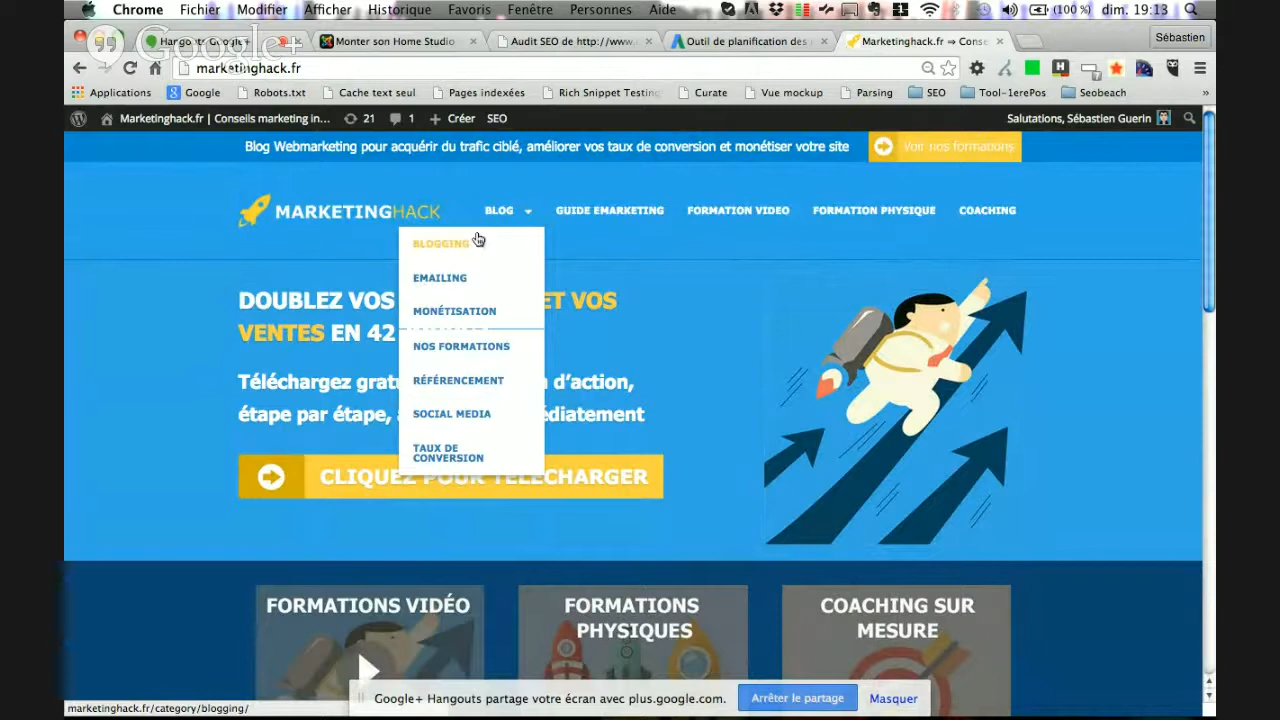 Chrome Fichier Modifier Afficher Historique Favoris Fenêtre Personnes Aide (100 %) dim. 19:13
Google+
Monter son Home Studio
Audit SEO de http://www.
Outil de planification des
Marketinghack.fr ⇒ Cons
Sébastien
marketinghack.fr
Applications Google Robots.txt Cache text seul Pages indexées Rich Snippet Testing Curate Vue mockup Parsing SEO Tool-1erePos Seobeach »
Marketinghack.fr | Conseils marketing in... 21 1 + Créer SEO Salutations, Sébastien Guerin
Blog Webmarketing pour acquérir du trafic ciblé, améliorer vos taux de conversion et monétiser votre site Voir nos formations
MARKETINGHACK BLOG GUIDE EMARKETING FORMATION VIDEO FORMATION PHYSIQUE COACHING
BLOGGING
EMAILING
MONÉTISATION
NOS FORMATIONS
RÉFÉRENCEMENT
SOCIAL MEDIA
TAUX DE
CONVERSION
DOUBLEZ VOS ET VOS
VENTES EN 42
Téléchargez d’action,
étape par étape,
CLIQUEZ POUR TÉLÉCHARGER
FORMATIONS VIDÉO
FORMATIONS
PHYSIQUES
COACHING SUR
MESURE
Google+ Hangouts partage votre écran avec plus.google.com. Arrêter le partage Masquer
marketinghack.fr/category/blogging/